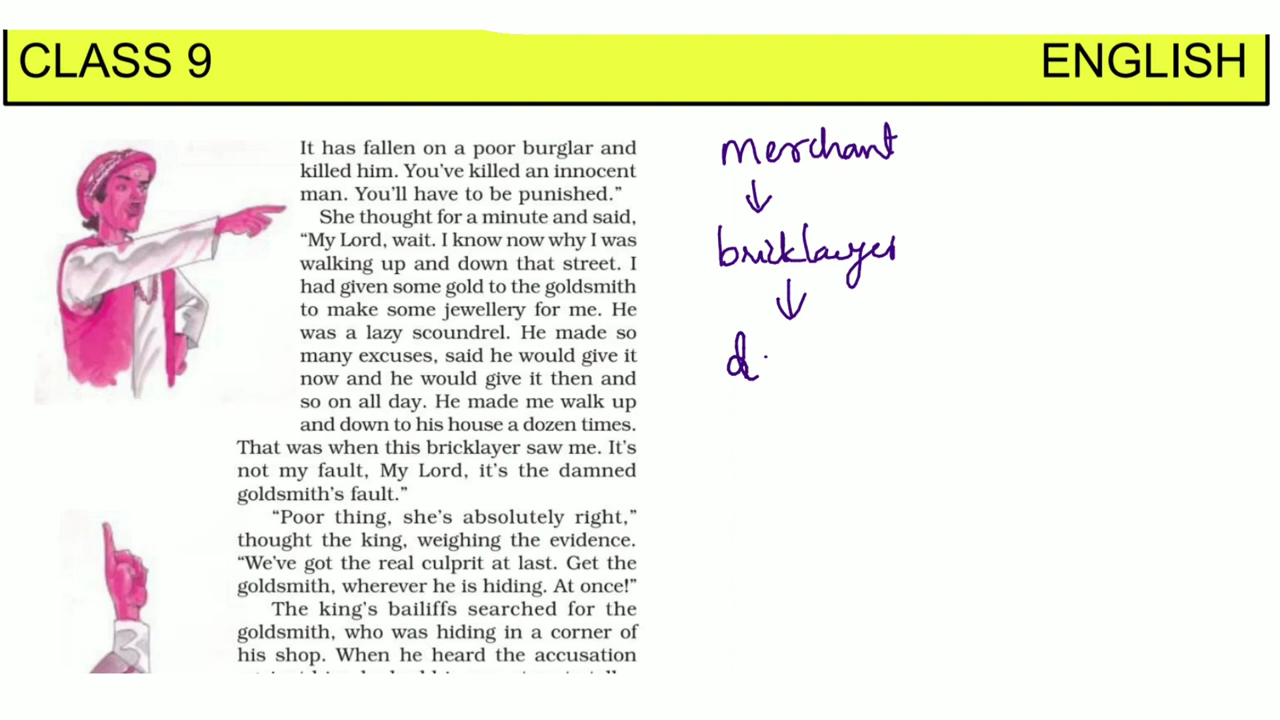 CLASS 9
ENGLISH
It has fallen on a poor burglar and
killed him. You've killed an innocent
man. You'll have to be punished."
She thought for a minute and said,
"My Lord, wait. I know now why I was
walking up and down that street. I
had given some gold to the goldsmith
to make some jewellery for me. He
was a lazy scoundrel. He made so
many excuses, said he would give it
now and he would give it then and
so on all day. He made me walk up
and down to his house a dozen times.
That was when this bricklayer saw me. It's
not my fault, My Lord, it's the damned
goldsmith's fault."
"Poor thing, she's absolutely right,"
thought the king, weighing the evidence.
"We've got the real culprit at last. Get the
goldsmith, wherever he is hiding. At once!"
The king's bailiffs searched for the
goldsmith, who was hiding in a corner of
his shop. When he heard the accusation
merchant
↓
bricklayer
↓
d